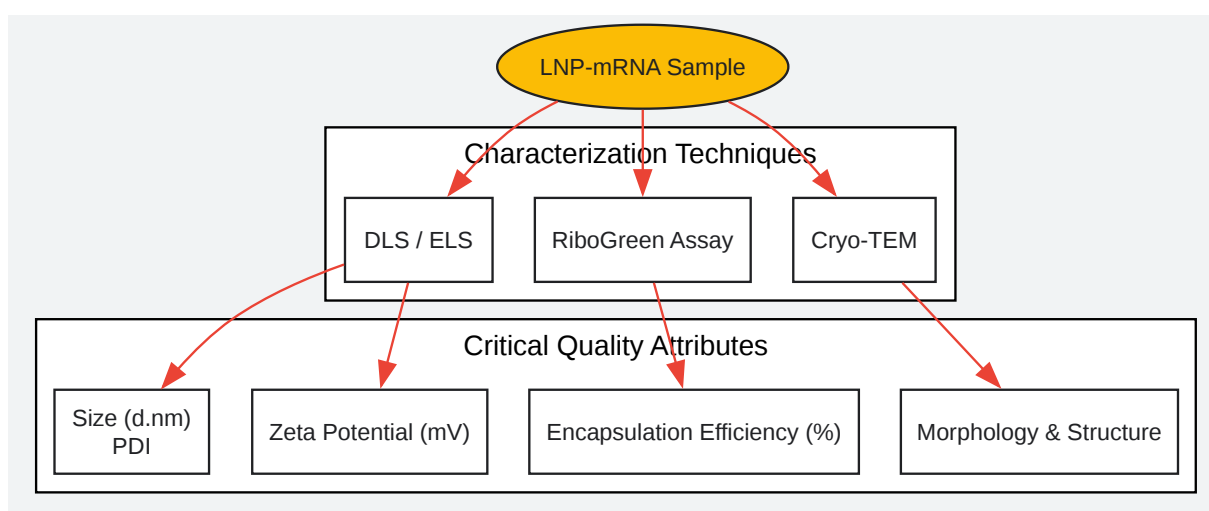 LNP-mRNA Sample
Characterization Techniques
DLS / ELS
RiboGreen Assay
Cryo-TEM
Critical Quality Attributes
Size (d.nm)
PDI
Zeta Potential (mV)
Encapsulation Efficiency (%)
Morphology & Structure